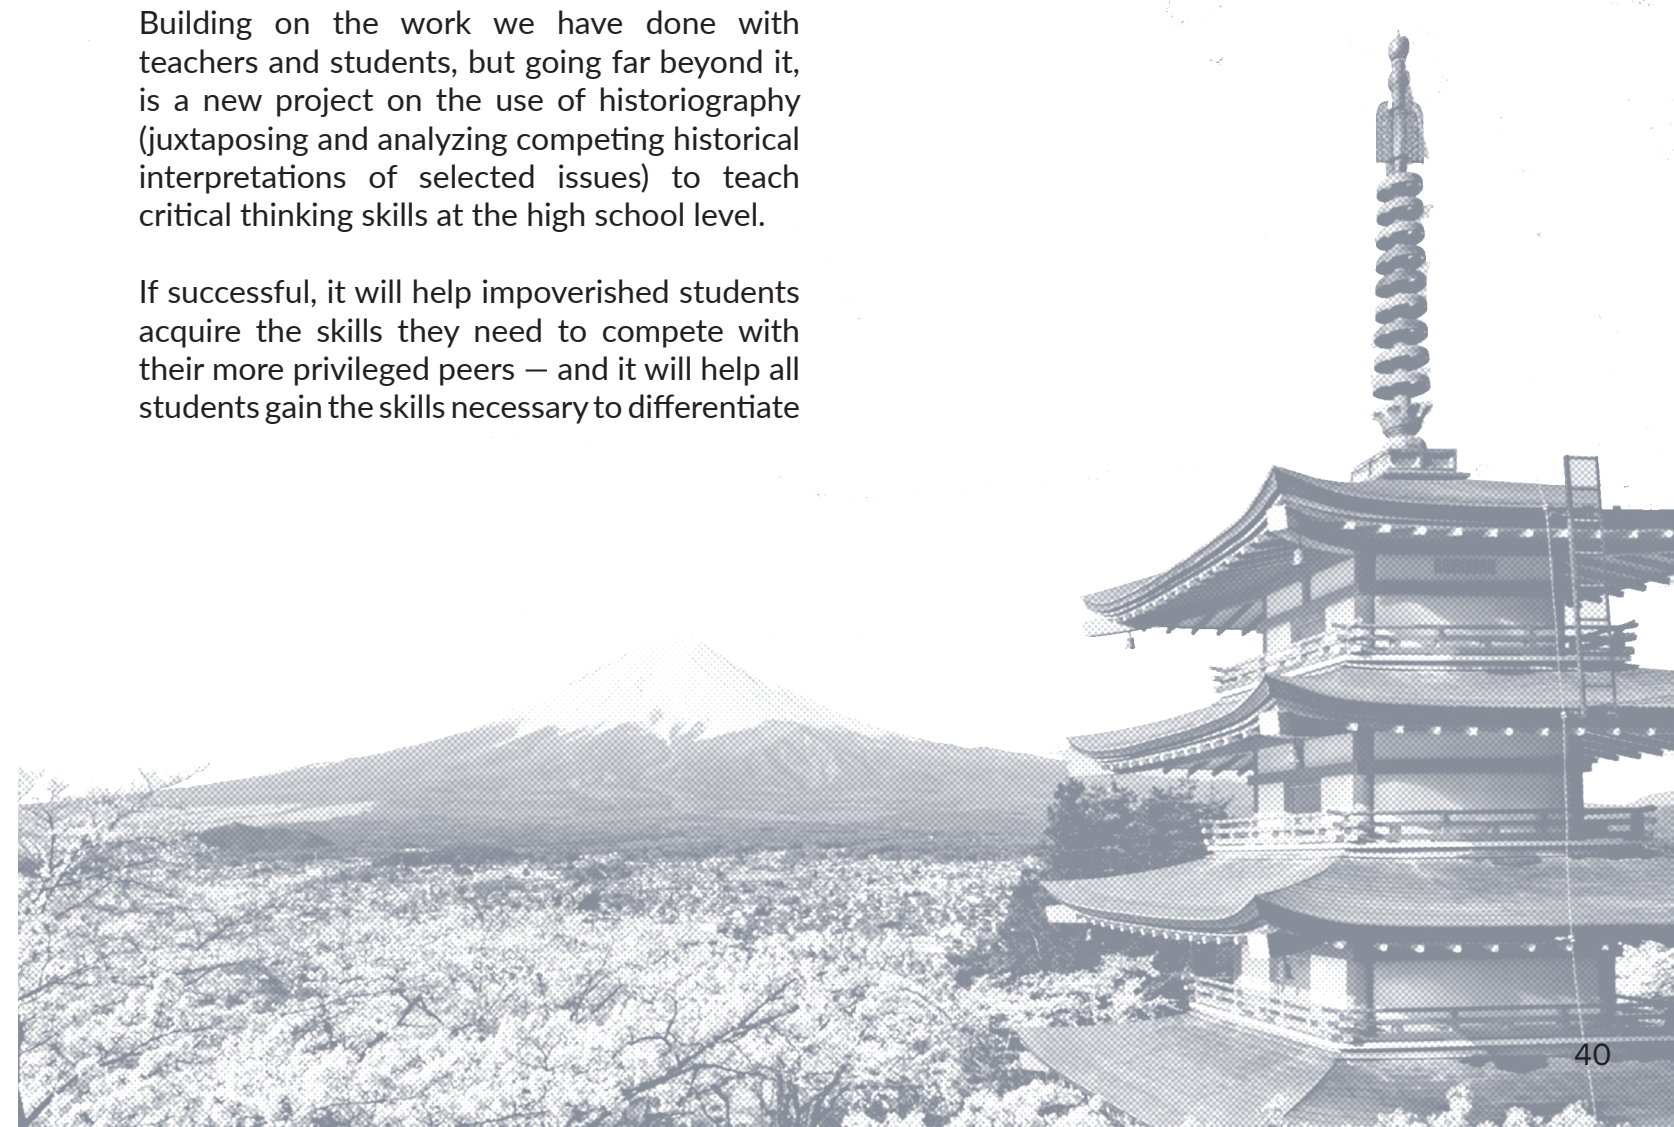 Building on the work we have done with
teachers and students, but going far beyond it,
is a new project on the use of historiography
(juxtaposing and analyzing competing historical
interpretations of selected issues) to teach
critical thinking skills at the high school level.
If successful, it will help impoverished students
acquire the skills they need to compete with
their more privileged peers — and it will help all
students gain the skills necessary to differentiate
40